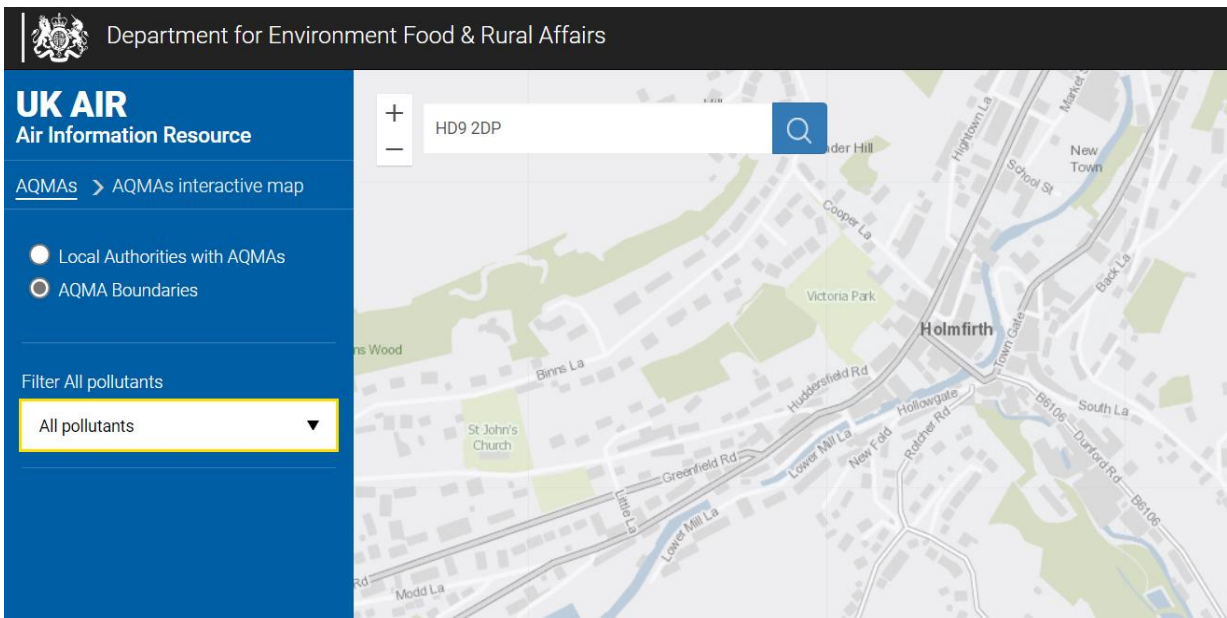 Department for Environment Food & Rural Affairs
UK AIR
Air Information Resource
AQMAs > AQMAs interactive map
Local Authorities with AQMAs
AQMA Boundaries
Filter All pollutants
All pollutants
+
HD9 2DP
−
der Hill
Hightown La
Market
New
Town
School St
Cooper La
Back La
Victoria Park
Holmfirth
Town Gate
ns Wood
Binns La
Huddersfield Rd
Hollowgate
B6106
South La
St John's
Church
Lower Mill La
New Fold
Rotcher Rd
Dunford Rd
Greenfield Rd
Little La
B6106
Lower Mill La
Rd
Modd La